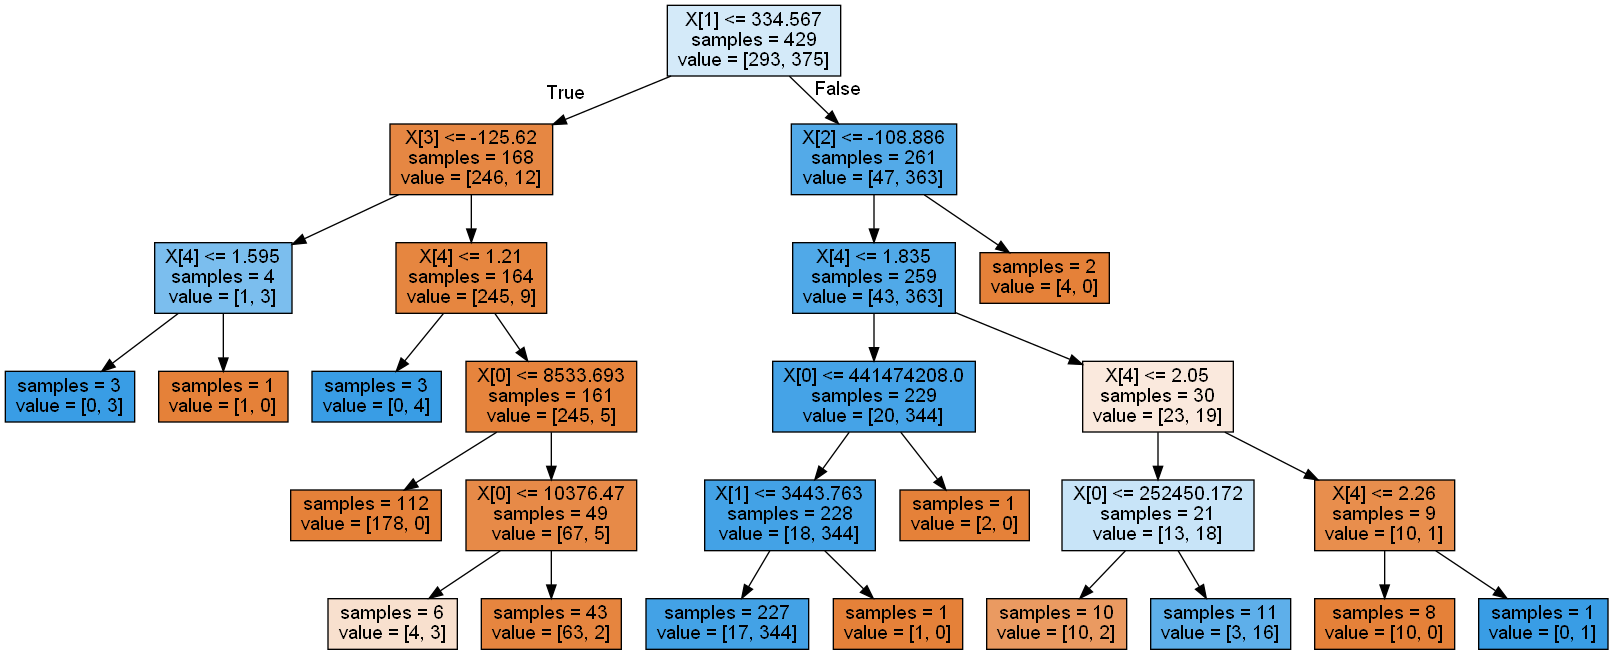 X[1] <= 334.567
samples = 429
value = [293, 375]
True
False
X[3] <= -125.62
samples = 168
value = [246, 12]
X[2] <= -108.886
samples = 261
value = [47, 363]
X[4] <= 1.595
samples = 4
value = [1, 3]
X[4] <= 1.21
samples = 164
value = [245, 9]
X[4] <= 1.835
samples = 259
value = [43, 363]
samples = 2
value = [4, 0]
samples = 3
value = [0, 3]
samples = 1
value = [1, 0]
samples = 3
value = [0, 4]
X[0] <= 8533.693
samples = 161
value = [245, 5]
X[0] <= 441474208.0
samples = 229
value = [20, 344]
X[4] <= 2.05
samples = 30
value = [23, 19]
samples = 112
value = [178, 0]
X[0] <= 10376.47
samples = 49
value = [67, 5]
X[1] <= 3443.763
samples = 228
value = [18, 344]
samples = 1
value = [2, 0]
X[0] <= 252450.172
samples = 21
value = [13, 18]
X[4] <= 2.26
samples = 9
value = [10, 1]
samples = 6
value = [4, 3]
samples = 43
value = [63, 2]
samples = 227
value = [17, 344]
samples = 1
value = [1, 0]
samples = 10
value = [10, 2]
samples = 11
value = [3, 16]
samples = 8
value = [10, 0]
samples = 1
value = [0, 1]